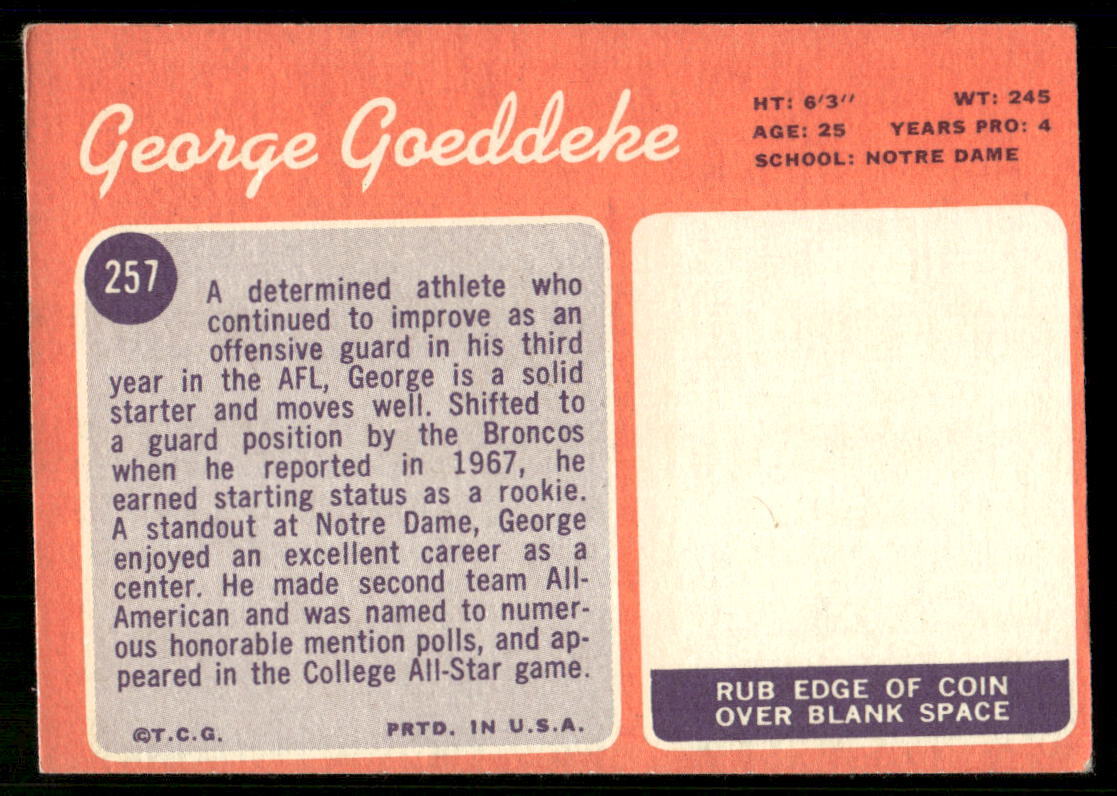 George Goeddeke
HT: 6'3" WT: 245
AGE: 25 YEARS PRO: 4
SCHOOL: NOTRE DAME
257
A determined athlete who
continued to improve as an
offensive guard in his third
year in the AFL, George is a solid
starter and moves well. Shifted to
a guard position by the Broncos
when he reported in 1967, he
earned starting status as a rookie.
A standout at Notre Dame, George
enjoyed an excellent career as a
center. He made second team All-
American and was named to numer-
ous honorable mention polls, and ap-
peared in the College All-Star game.
©T.C.G. PRTD. IN U.S.A.
RUB EDGE OF COIN
OVER BLANK SPACE